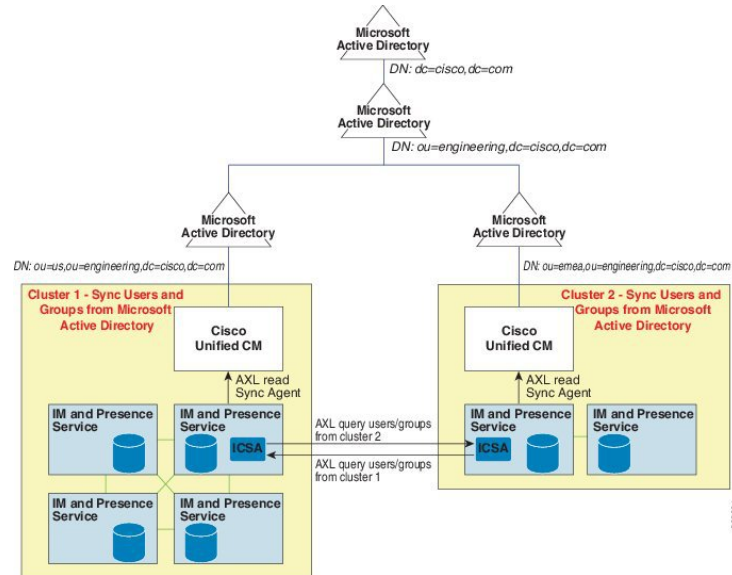 Microsoft
Active Directory
DN: dc=cisco,dc=com
Microsoft
Active Directory
DN: ou=engineering,dc=cisco,dc=com
Microsoft
Active Directory
Microsoft
Active Directory
DN: ou=us,ou=engineering,dc=cisco,dc=com
DN: ou=emea,ou=engineering,dc=cisco,dc=com
Cluster 1 - Sync Users and
Groups from Microsoft
Active Directory
Cisco
Unified CM
AXL read
Sync Agent
IM and Presence
Service
IM and Presence
Service
ICSA
IM and Presence
Service
IM and Presence
Service
AXL query users/groups
from cluster 2
AXL query users/groups
from cluster 1
Cluster 2 - Sync Users and
Groups from Microsoft
Active Directory
Cisco
Unified CM
AXL read
Sync Agent
IM and Presence
Service
ICSA
IM and Presence
Service